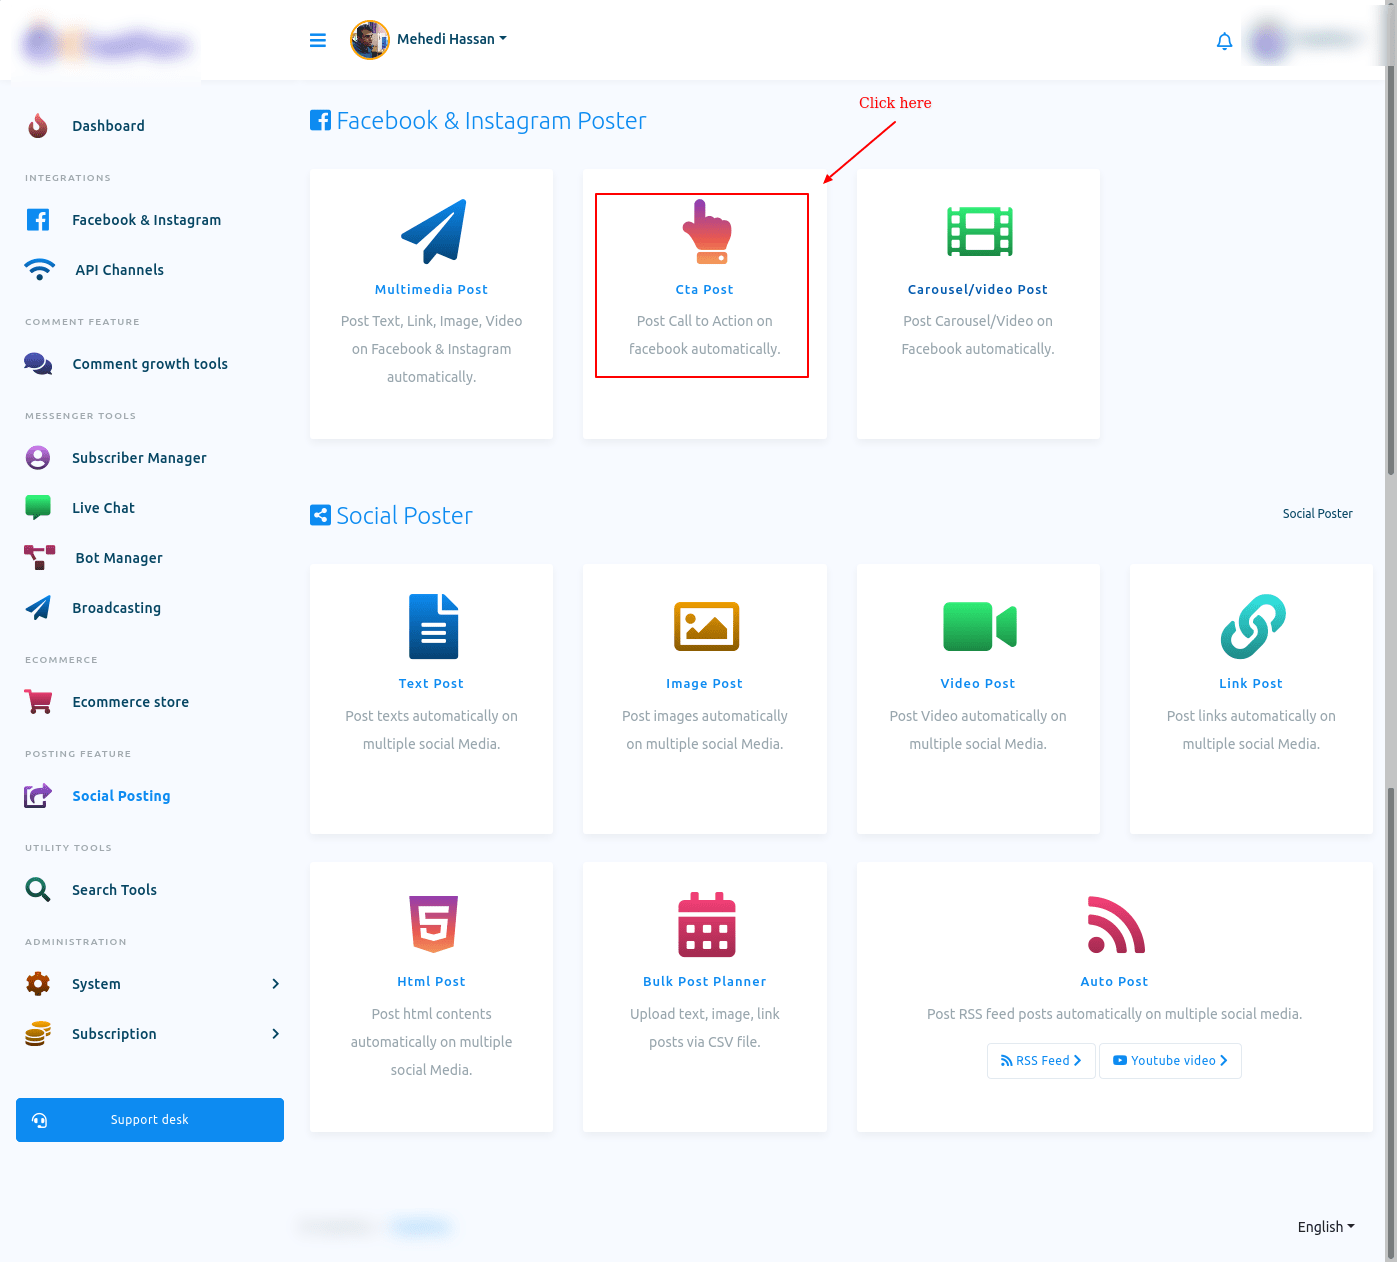 Mehedi Hassan
Click here
Dashboard
INTEGRATIONS
Facebook & Instagram
API Channels
COMMENT FEATURE
Comment growth tools
MESSENGER TOOLS
Subscriber Manager
Live Chat
Bot Manager
Broadcasting
ECOMMERCE
Ecommerce store
POSTING FEATURE
Social Posting
UTILITY TOOLS
Search Tools
ADMINISTRATION
System
Subscription
Support desk
Facebook & Instagram Poster
Multimedia Post
Post Text, Link, Image, Video
on Facebook & Instagram
automatically.
Cta Post
Post Call to Action on
facebook automatically.
Carousel/video Post
Post Carousel/Video on
Facebook automatically.
Social Poster
Social Poster
Text Post
Post texts automatically on
multiple social Media.
Image Post
Post images automatically
on multiple social Media.
Video Post
Post Video automatically on
multiple social Media.
Link Post
Post links automatically on
multiple social Media.
Html Post
Post html contents
automatically on multiple
social Media.
Bulk Post Planner
Upload text, image, link
posts via CSV file.
Auto Post
Post RSS feed posts automatically on multiple social media.
RSS Feed
Youtube video
English